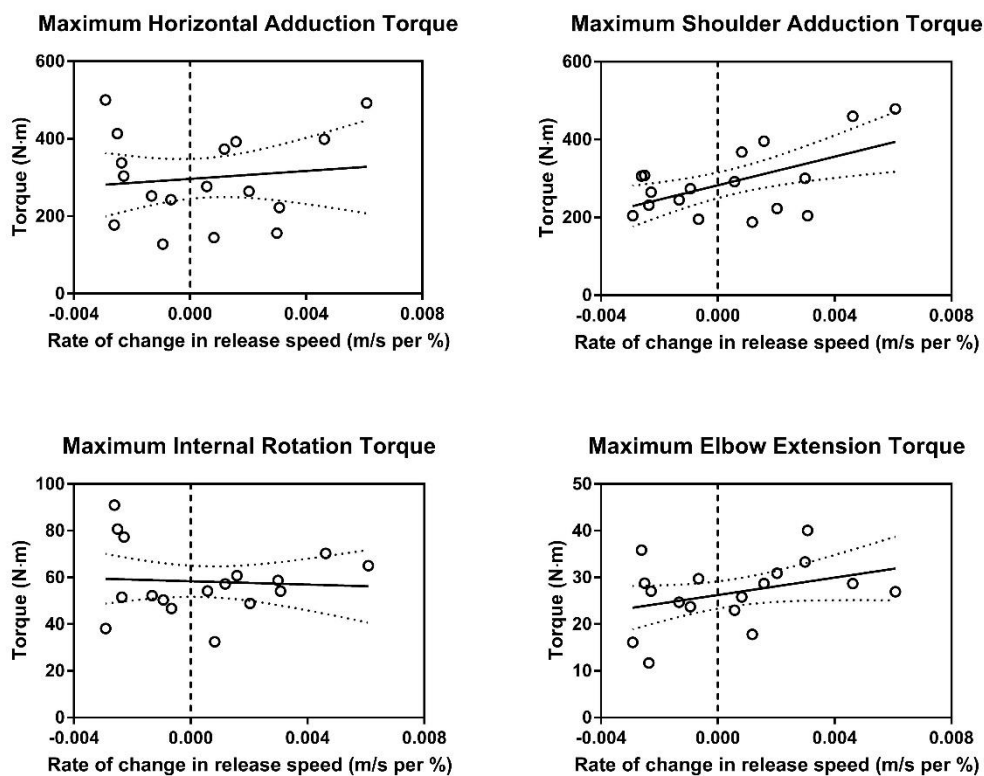 Maximum Horizontal Adduction Torque
600
400
200
0
Torque (N·m)
-0.004 0.000 0.004 0.008
Rate of change in release speed (m/s per %)
Maximum Shoulder Adduction Torque
600
400
200
0
Torque (N·m)
-0.004 0.000 0.004 0.008
Rate of change in release speed (m/s per %)
Maximum Internal Rotation Torque
100
80
60
40
20
0
Torque (N·m)
-0.004 0.000 0.004 0.008
Rate of change in release speed (m/s per %)
Maximum Elbow Extension Torque
50
40
30
20
10
0
Torque (N·m)
-0.004 0.000 0.004 0.008
Rate of change in release speed (m/s per %)